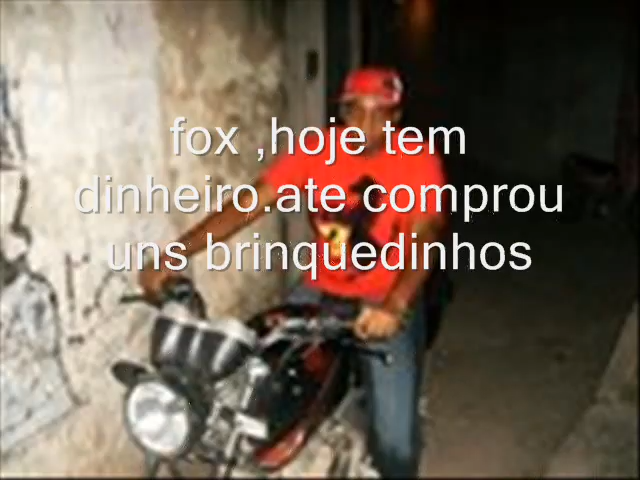 fox ,hoje tem
dinheiro.ate comprou
uns brinquedinhos